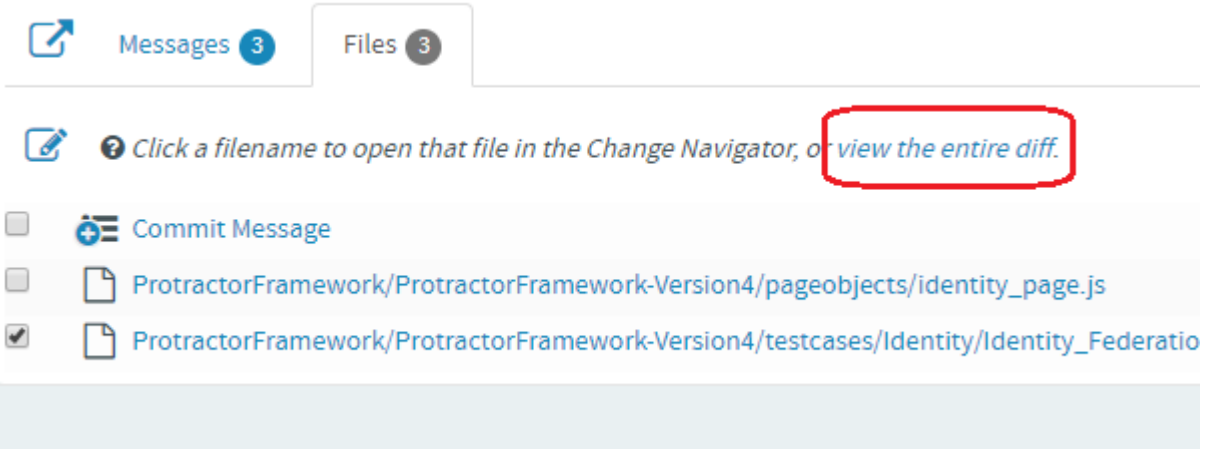 Messages 3 Files 3
Click a filename to open that file in the Change Navigator, or view the entire diff.
Commit Message
ProtractorFramework/ProtractorFramework-Version4/pageobjects/identity_page.js
ProtractorFramework/ProtractorFramework-Version4/testcases/Identity/Identity_Federatio